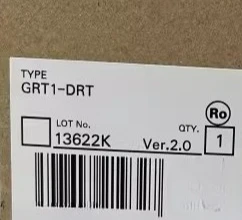 TYPE
GRT1-DRT
Ro
LOT No. QTY.
13622K Ver.2.0 1